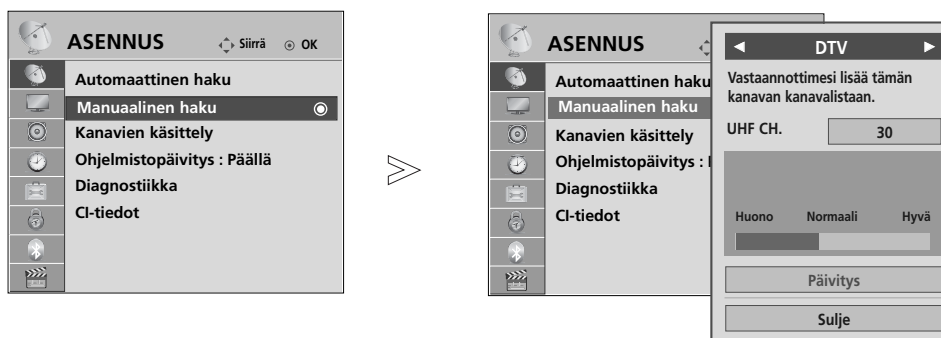 ASENNUS
Siirrä
OK
Automaattinen haku
Manuaalinen haku
Kanavien käsittely
Ohjelmistopäivitys : Päällä
Diagnostiikka
CI-tiedot
ASENNUS
Automaattinen haku
Manuaalinen haku
Kanavien käsittely
Ohjelmistopäivitys :
Diagnostiikka
CI-tiedot
DTV
Vastaannottimesi lisää tämän
kanavan kanavalistaan.
UHF CH. 30
Huono Normaali Hyvä
Päivitys
Sulje